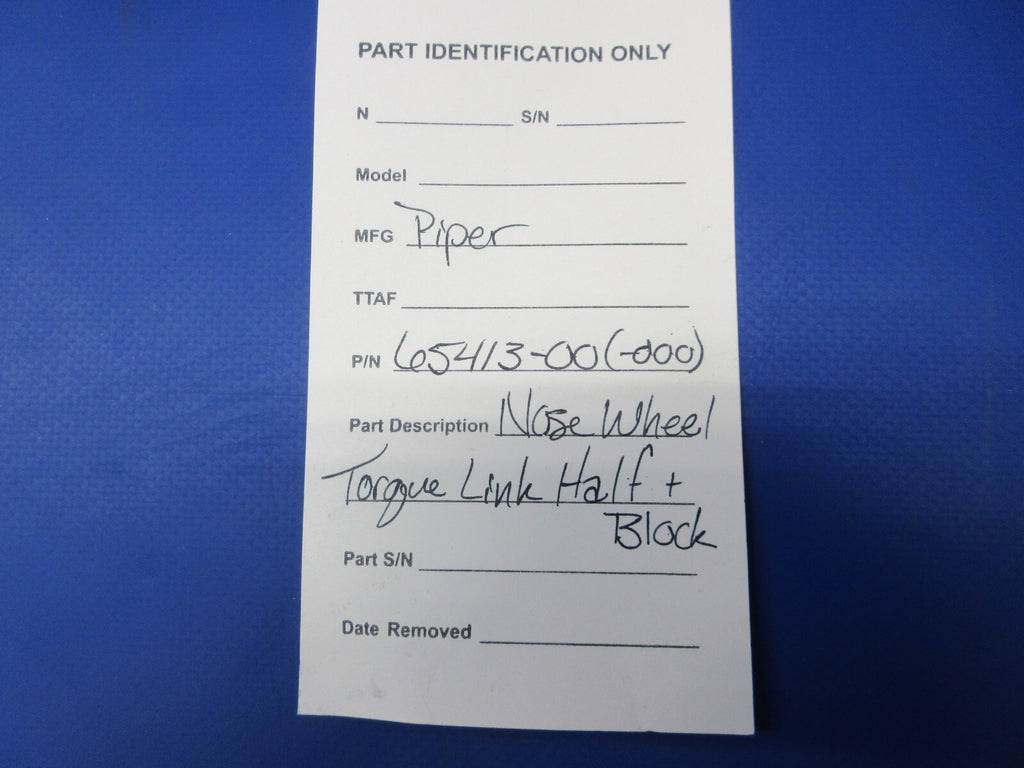 PART IDENTIFICATION ONLY
N S/N
Model
MFG Piper
TTAF
P/N 65413-00(-000)
Part Description Nose Wheel
Torque Link Half +
Block
Part S/N
Date Removed